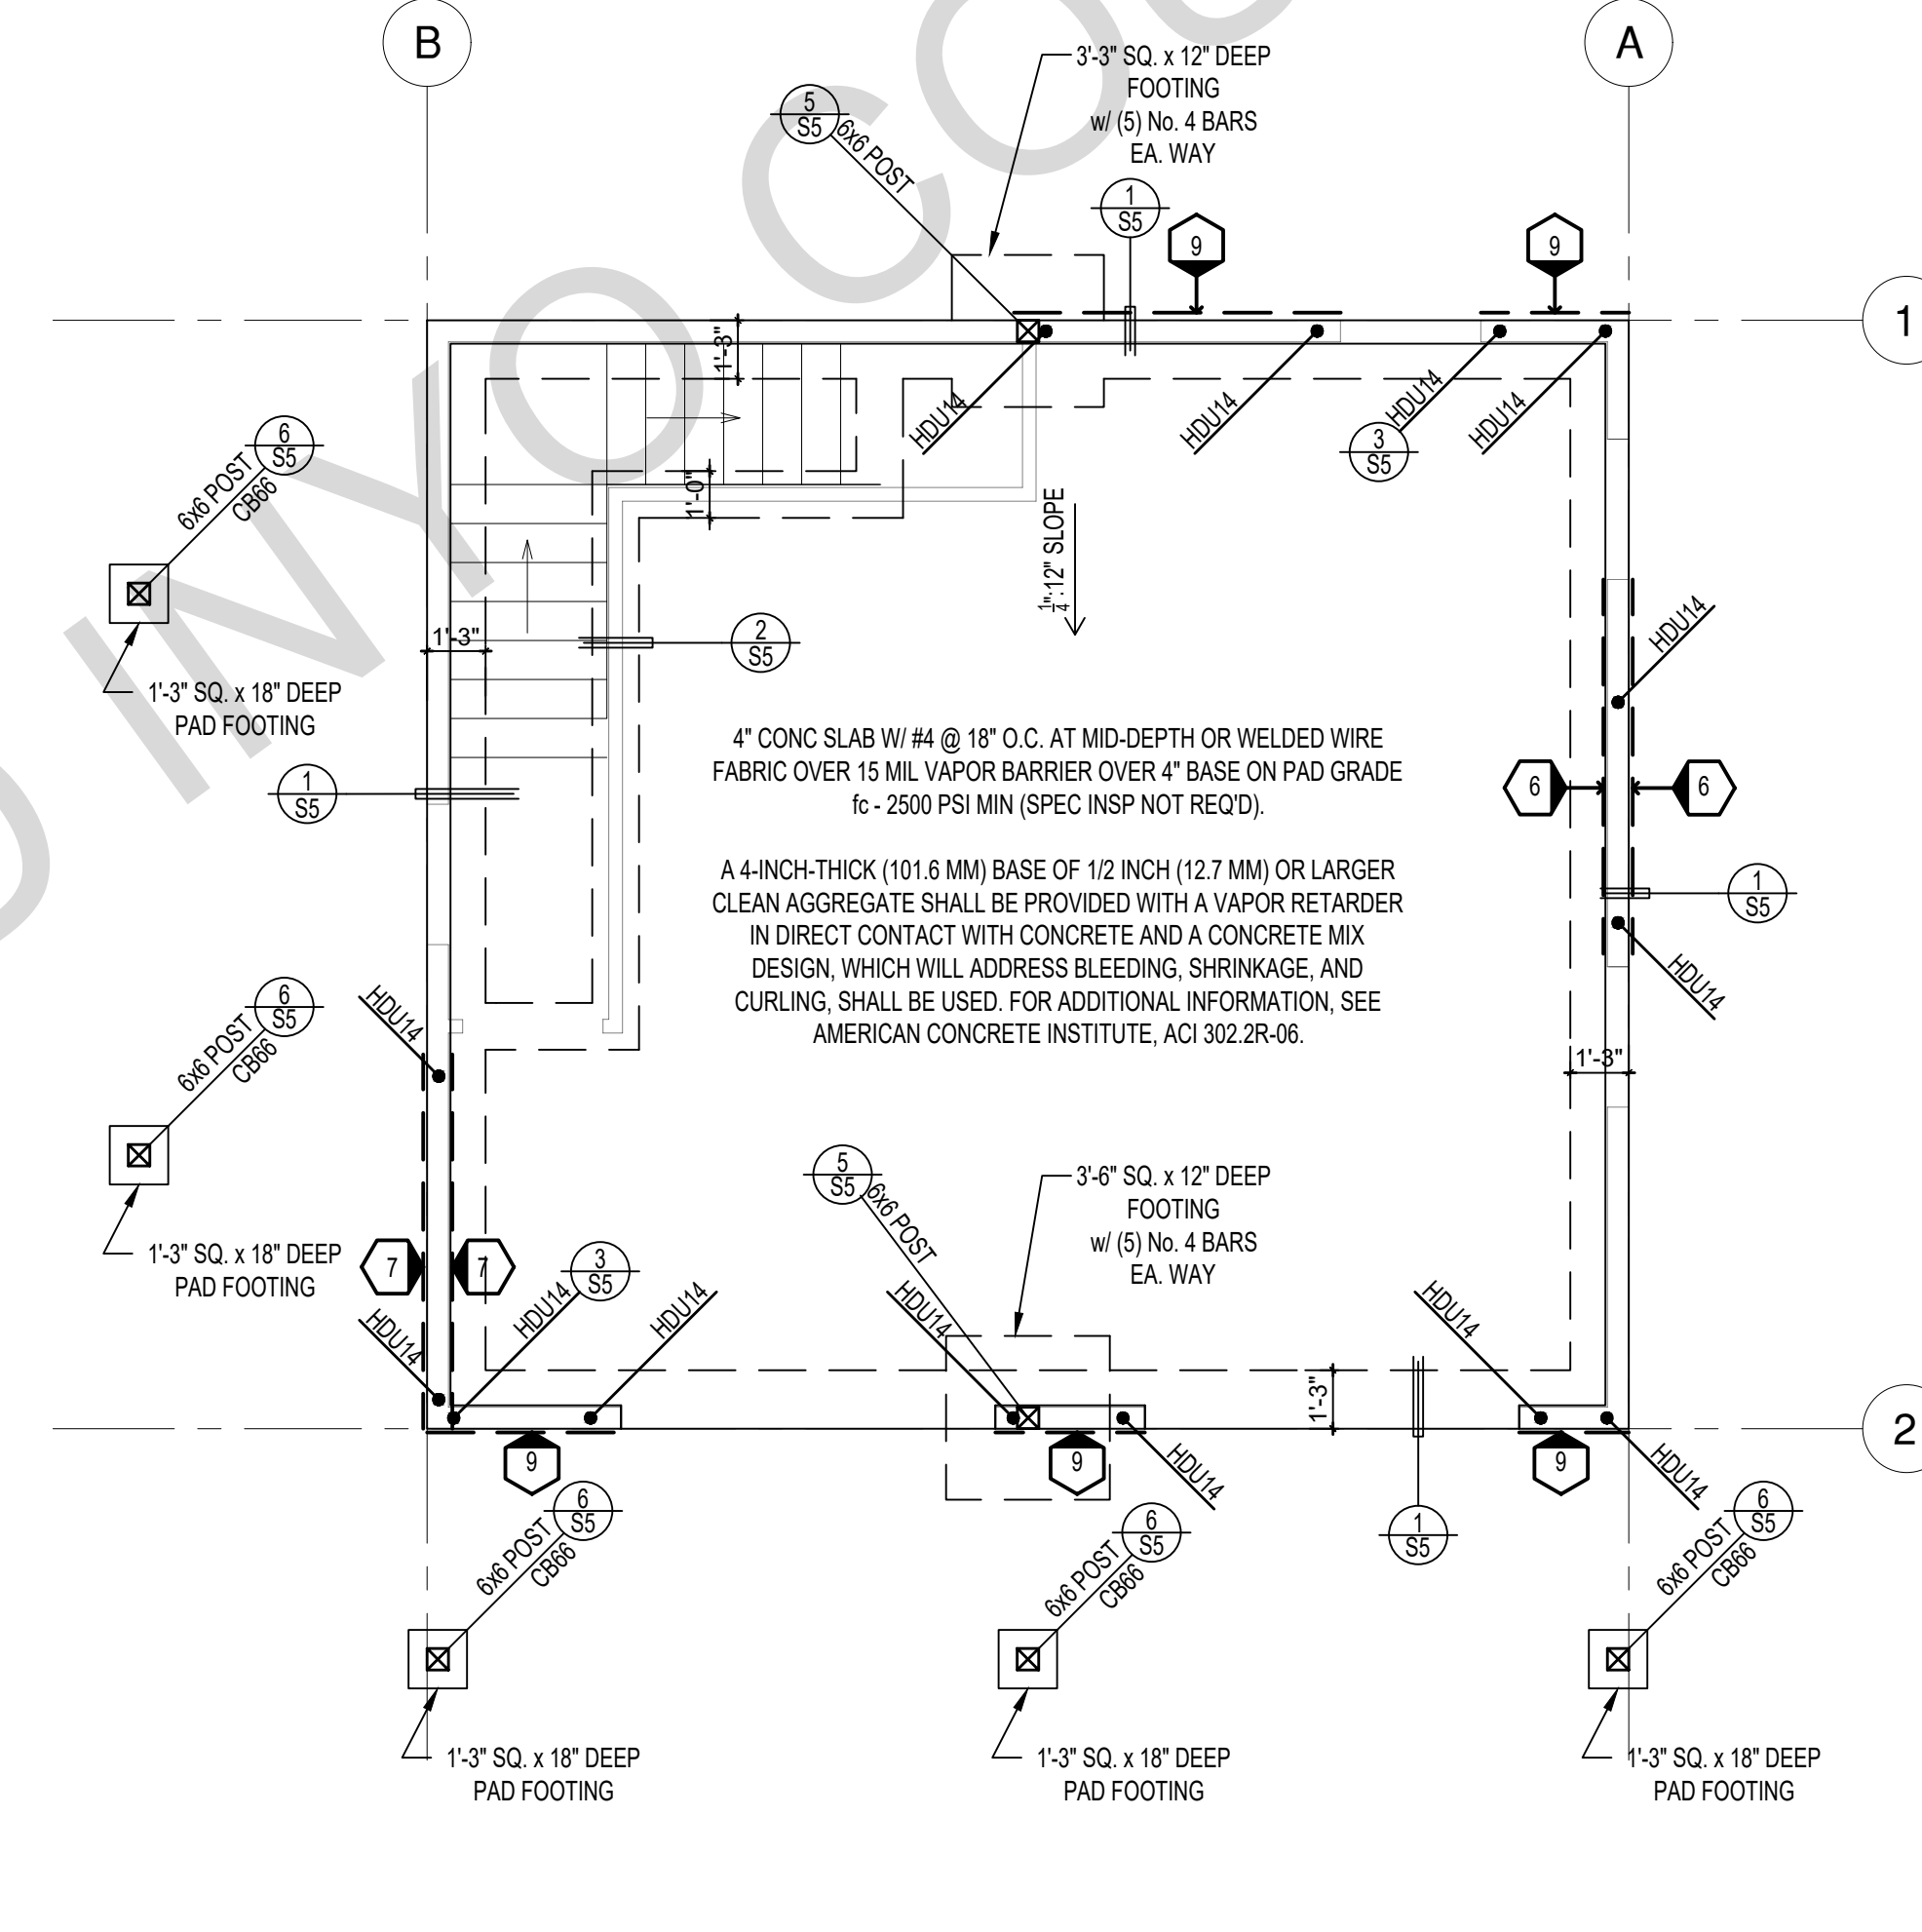 B
A
3'-3" SQ. x 12" DEEP
FOOTING
w/ (5) No. 4 BARS
EA. WAY
5
S5
6x6 POST
1
S5
9
9
1
1'-3"
HDU14
HDU14
HDU14
HDU14
3
S5
6
S5
6x6 POST
CB66
1'-0"
1/4":12" SLOPE
1'-3" SQ. x 18" DEEP
PAD FOOTING
1'-3"
2
S5
HDU14
1
S5
4" CONC SLAB W/ #4 @ 18" O.C. AT MID-DEPTH OR WELDED WIRE
FABRIC OVER 15 MIL VAPOR BARRIER OVER 4" BASE ON PAD GRADE
fc - 2500 PSI MIN (SPEC INSP NOT REQ'D).
A 4-INCH-THICK (101.6 MM) BASE OF 1/2 INCH (12.7 MM) OR LARGER
CLEAN AGGREGATE SHALL BE PROVIDED WITH A VAPOR RETARDER
IN DIRECT CONTACT WITH CONCRETE AND A CONCRETE MIX
DESIGN, WHICH WILL ADDRESS BLEEDING, SHRINKAGE, AND
CURLING, SHALL BE USED. FOR ADDITIONAL INFORMATION, SEE
AMERICAN CONCRETE INSTITUTE, ACI 302.2R-06.
6
6
1
S5
HDU14
1'-3"
6
S5
6x6 POST
CB66
HDU14
1'-3" SQ. x 18" DEEP
PAD FOOTING
7
7
3
S5
HDU14
HDU14
HDU14
5
S5
6x6 POST
3'-6" SQ. x 12" DEEP
FOOTING
w/ (5) No. 4 BARS
EA. WAY
HDU14
HDU14
1'-3"
2
9
9
9
HDU14
HDU14
1
S5
6
S5
6x6 POST
CB66
6
S5
6x6 POST
CB66
6
S5
6x6 POST
CB66
1'-3" SQ. x 18" DEEP
PAD FOOTING
1'-3" SQ. x 18" DEEP
PAD FOOTING
1'-3" SQ. x 18" DEEP
PAD FOOTING
INYO